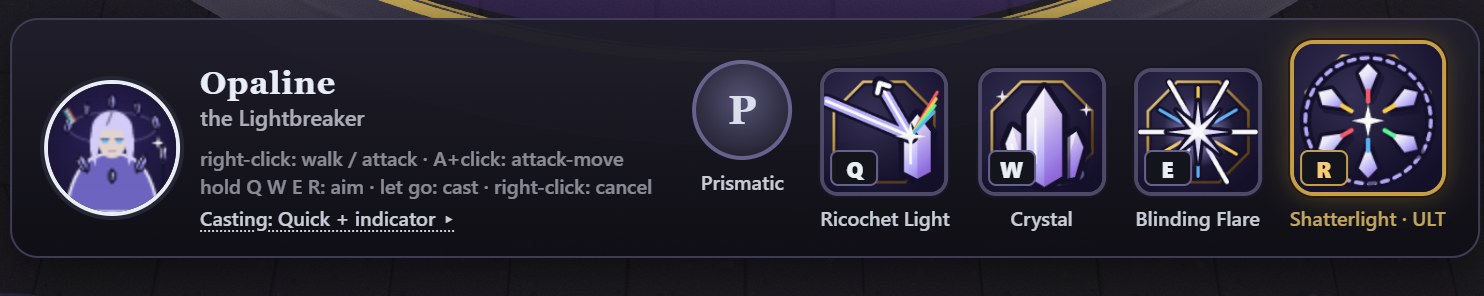 Opaline
the Lightbreaker
right-click: walk / attack · A+click: attack-move
hold Q W E R: aim · let go: cast · right-click: cancel
Casting: Quick + indicator ▸
P
Prismatic
Q
Ricochet Light
W
Crystal
E
Blinding Flare
R
Shatterlight · ULT